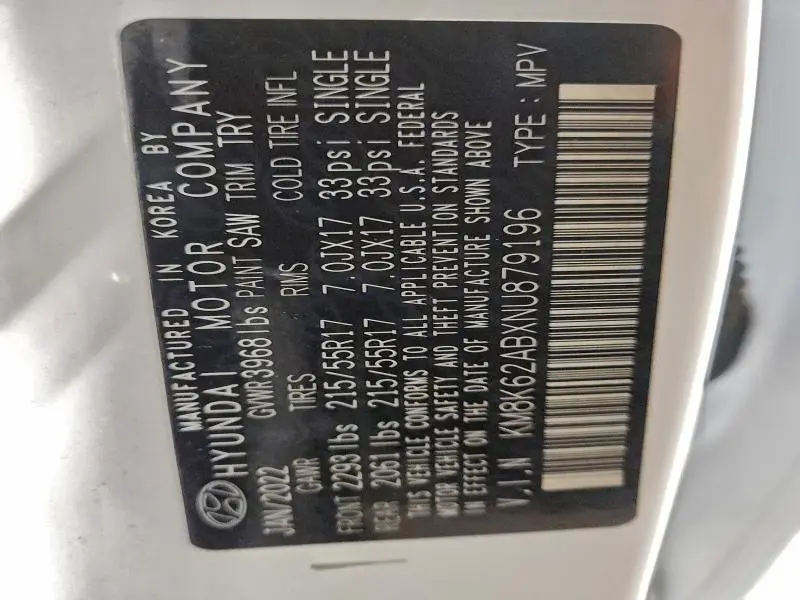 MANUFACTURED IN KOREA BY
HYUNDAI MOTOR COMPANY
JAN/2022 GVWR3968lbs PAINT SAW TRIM TRY
GAWR TIRES RIMS COLD TIRE INFL
FRONT 2293lbs 215/55R17 7.0JX17 33psi SINGLE
REAR 2061lbs 215/55R17 7.0JX17 33psi SINGLE
THIS VEHICLE CONFORMS TO ALL APPLICABLE U.S.A. FEDERAL
MOTOR VEHICLE SAFETY AND THEFT PREVENTION STANDARDS
IN EFFECT ON THE DATE OF MANUFACTURE SHOWN ABOVE
V.I.N KM8K62ABXNU879196 TYPE : MPV